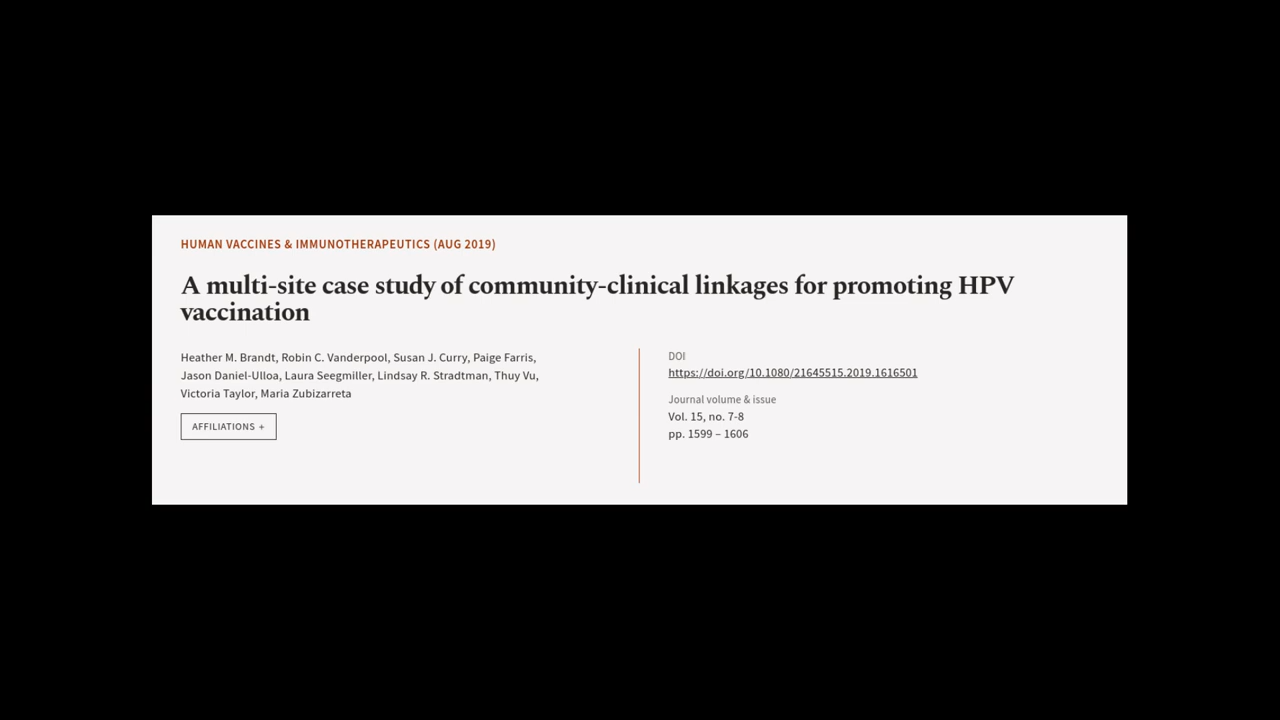 HUMAN VACCINES & IMMUNOTHERAPEUTICS (AUG 2019)
A multi-site case study of community-clinical linkages for promoting HPV
vaccination
Heather M. Brandt, Robin C. Vanderpool, Susan J. Curry, Paige Farris,
Jason Daniel-Ulloa, Laura Seegmiller, Lindsay R. Stradtman, Thuy Vu,
Victoria Taylor, Maria Zubizarreta
AFFILIATIONS +
DOI
https://doi.org/10.1080/21645515.2019.1616501
Journal volume & issue
Vol. 15, no. 7-8
pp. 1599 – 1606